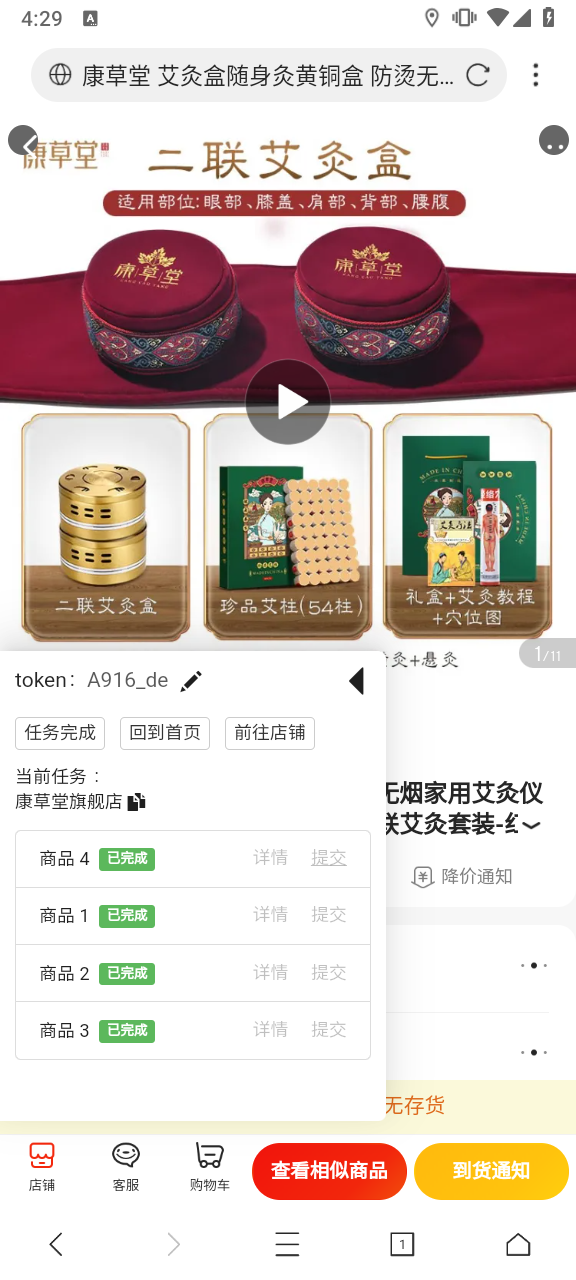 4:29
康草堂 艾灸盒随身灸黄铜盒 防烫无...
康草堂
二联艾灸盒
适用部位:眼部、膝盖、肩部、背部、腰腹
康草堂
康草堂
MADE IN CH
艾灸疗法
二联艾灸盒
珍品艾柱(54柱)
礼盒+艾灸教程
+穴位图
灸+悬灸
1/11
token: A916_de
任务完成
回到首页
前往店铺
当前任务：
康草堂旗舰店
无烟家用艾灸仪
联艾灸套装-纟
降价通知
商品 4 已完成 详情 提交
商品 1 已完成 详情 提交
商品 2 已完成 详情 提交
商品 3 已完成 详情 提交
无存货
店铺
客服
购物车
查看相似商品
到货通知
1